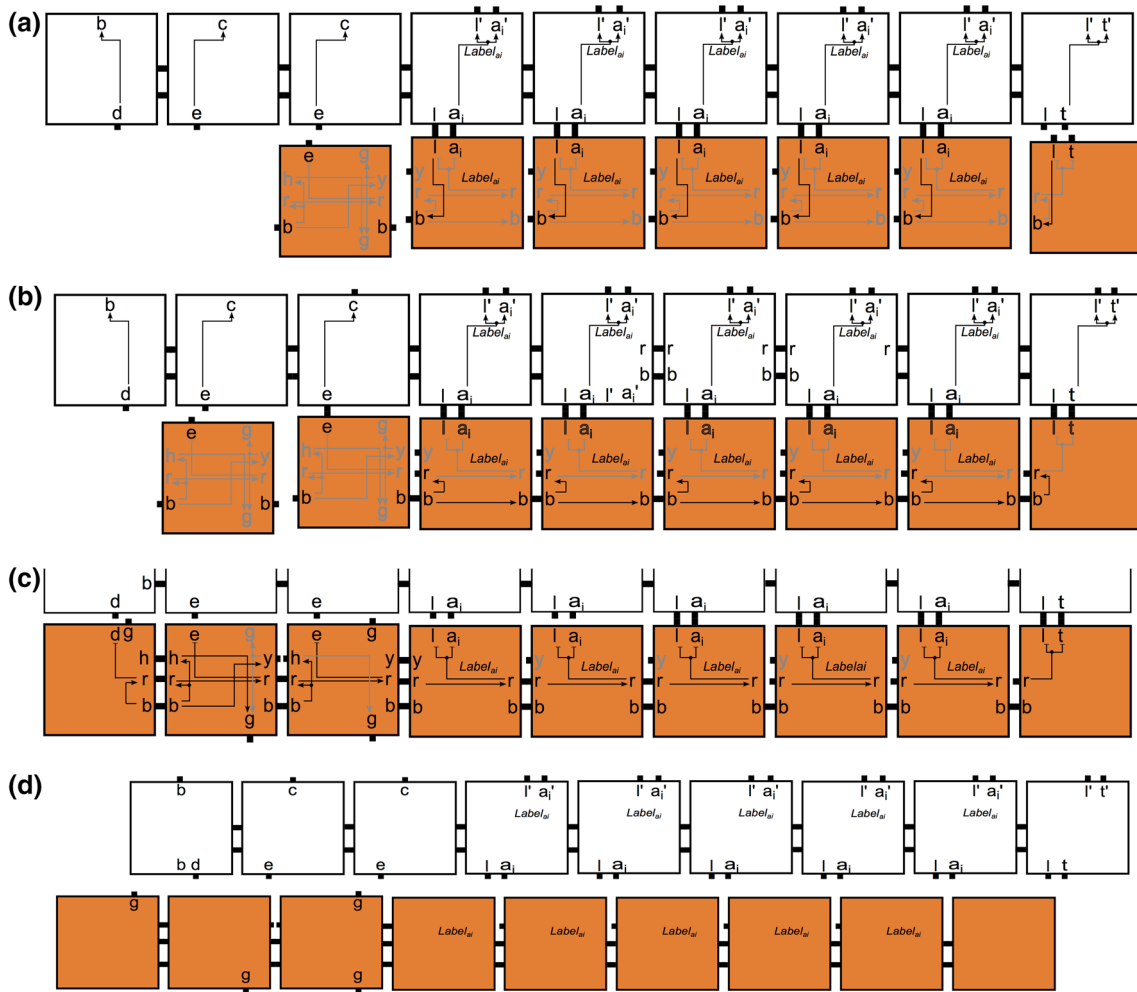 (a) b c c l' a_i' l' a_i' l' a_i' l' a_i' l' a_i' l' t'
Label_ai Label_ai Label_ai Label_ai Label_ai
d e e l a_i l a_i l a_i l a_i l a_i l t
e g l a_i l a_i l a_i l a_i l a_i l t
h y y Label_ai y Label_ai y Label_ai y Label_ai y Label_ai
r r r r r r r r r r r r r
b b b b b b b b b b b b b
g
(b) b c c l' a_i' l' a_i' l' a_i' l' a_i' l' a_i' l' t'
Label_ai Label_ai Label_ai Label_ai Label_ai
r r r r
b b b
d e e l a_i l a_i l' a_i' l a_i l a_i l a_i l t
e g e g l a_i l a_i l a_i l a_i l a_i l t
h y h y y Label_ai y Label_ai y Label_ai y Label_ai y Label_ai
r r r r r r r r r r r r r r r
b b b b b b b b b b b b b b b
g g
(c) b
d e e l a_i l a_i l a_i l a_i l a_i l t
d g e g e g l a_i l a_i l a_i l a_i l a_i l t
h h y h y y Label_ai y Label_ai y Label_ai y Labelai y Label_ai
r r r r r r r r r r r
b b b b b b b b b b b
g g
(d) b c c l' a_i' l' a_i' l' a_i' l' a_i' l' a_i' l' t'
Label_ai Label_ai Label_ai Label_ai Label_ai
b d e e l a_i l a_i l a_i l a_i l a_i l t
g g
Label_ai Label_ai Label_ai Label_ai Label_ai
g g